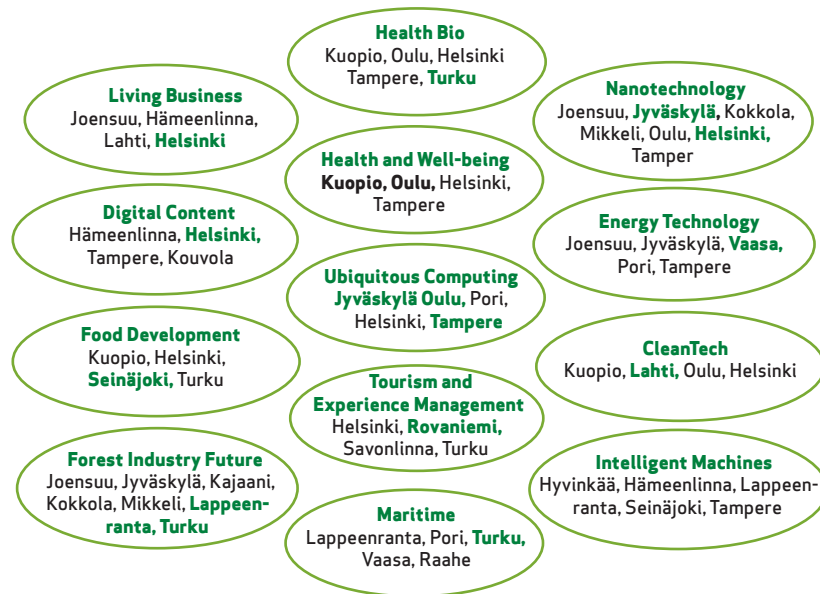 Health Bio
Kuopio, Oulu, Helsinki
Tampere, Turku
Living Business
Joensuu, Hämeenlinna,
Lahti, Helsinki
Nanotechnology
Joensuu, Jyväskylä, Kokkola,
Mikkeli, Oulu, Helsinki,
Tamper
Health and Well-being
Kuopio, Oulu, Helsinki,
Tampere
Digital Content
Hämeenlinna, Helsinki,
Tampere, Kouvola
Energy Technology
Joensuu, Jyväskylä, Vaasa,
Pori, Tampere
Ubiquitous Computing
Jyväskylä Oulu, Pori,
Helsinki, Tampere
Food Development
Kuopio, Helsinki,
Seinäjoki, Turku
CleanTech
Kuopio, Lahti, Oulu, Helsinki
Tourism and
Experience Management
Helsinki, Rovaniemi,
Savonlinna, Turku
Forest Industry Future
Joensuu, Jyväskylä, Kajaani,
Kokkola, Mikkeli, Lappeen-
ranta, Turku
Intelligent Machines
Hyvinkää, Hämeenlinna, Lappeen-
ranta, Seinäjoki, Tampere
Maritime
Lappeenranta, Pori, Turku,
Vaasa, Raahe